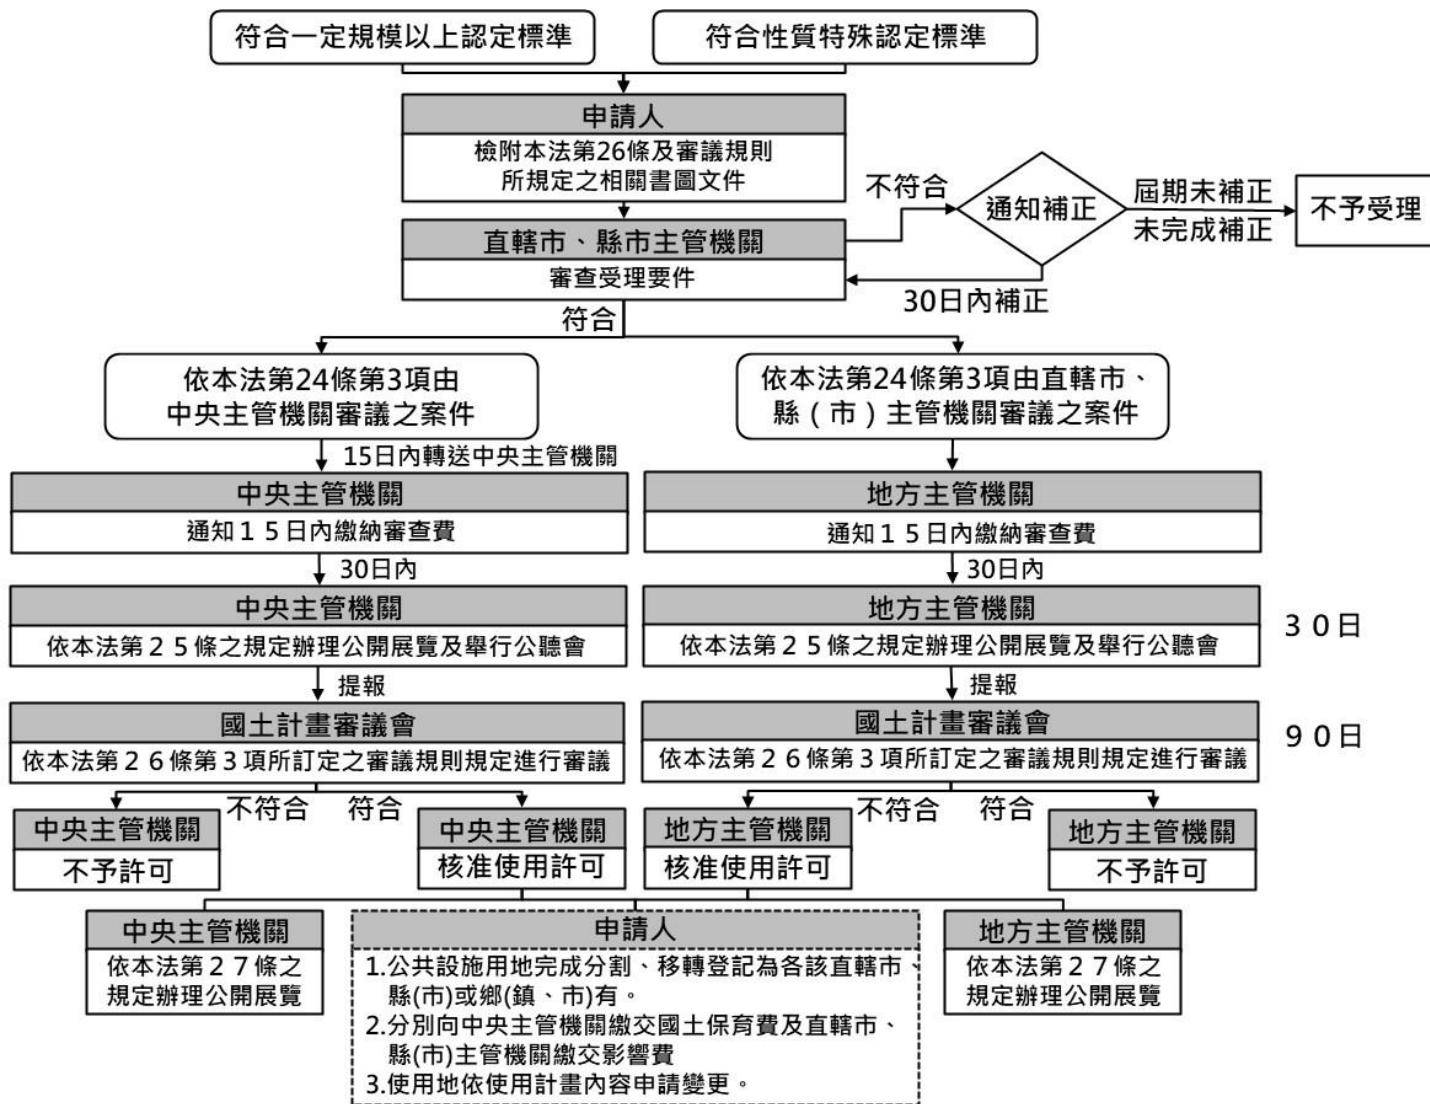 符合一定規模以上認定標準
符合性質特殊認定標準
申請人
檢附本法第26條及審議規則
所規定之相關書圖文件
直轄市、縣市主管機關
審查受理要件
不符合
通知補正
屆期未補正
未完成補正
不予受理
30日內補正
符合
依本法第24條第3項由
中央主管機關審議之案件
依本法第24條第3項由直轄市、
縣（市）主管機關審議之案件
15日內轉送中央主管機關
中央主管機關
通知１５日內繳納審查費
地方主管機關
通知１５日內繳納審查費
30日內
30日內
中央主管機關
依本法第２５條之規定辦理公開展覽及舉行公聽會
地方主管機關
依本法第２５條之規定辦理公開展覽及舉行公聽會
３０日
提報
提報
國土計畫審議會
依本法第２６條第３項所訂定之審議規則規定進行審議
國土計畫審議會
依本法第２６條第３項所訂定之審議規則規定進行審議
９０日
不符合
符合
不符合
符合
中央主管機關
不予許可
中央主管機關
核准使用許可
地方主管機關
核准使用許可
地方主管機關
不予許可
中央主管機關
依本法第２７條之
規定辦理公開展覽
申請人
1.公共設施用地完成分割、移轉登記為各該直轄市、
縣(市)或鄉(鎮、市)有。
2.分別向中央主管機關繳交國土保育費及直轄市、
縣(市)主管機關繳交影響費
3.使用地依使用計畫內容申請變更。
地方主管機關
依本法第２７條之
規定辦理公開展覽